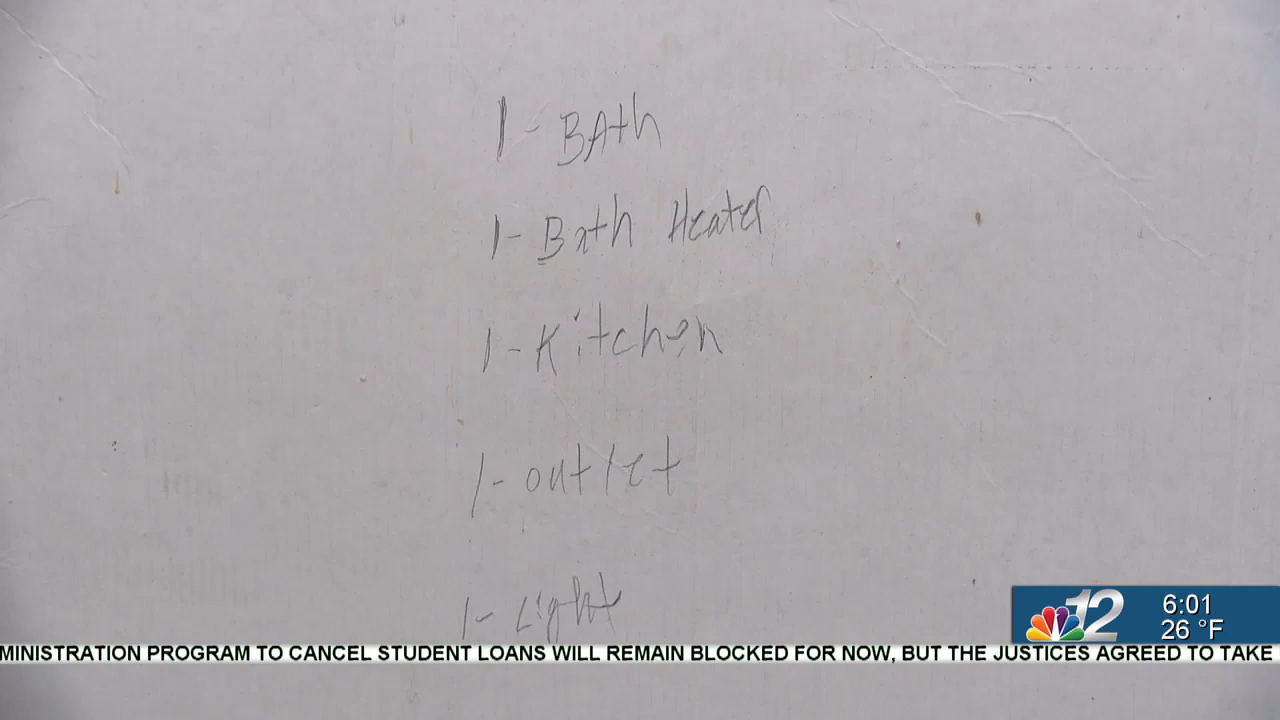 1- BAth
1- Bath Heater
1- Kitchen
1- outlet
1- Light
12
6:01
26 °F
MINISTRATION PROGRAM TO CANCEL STUDENT LOANS WILL REMAIN BLOCKED FOR NOW, BUT THE JUSTICES AGREED TO TAKE